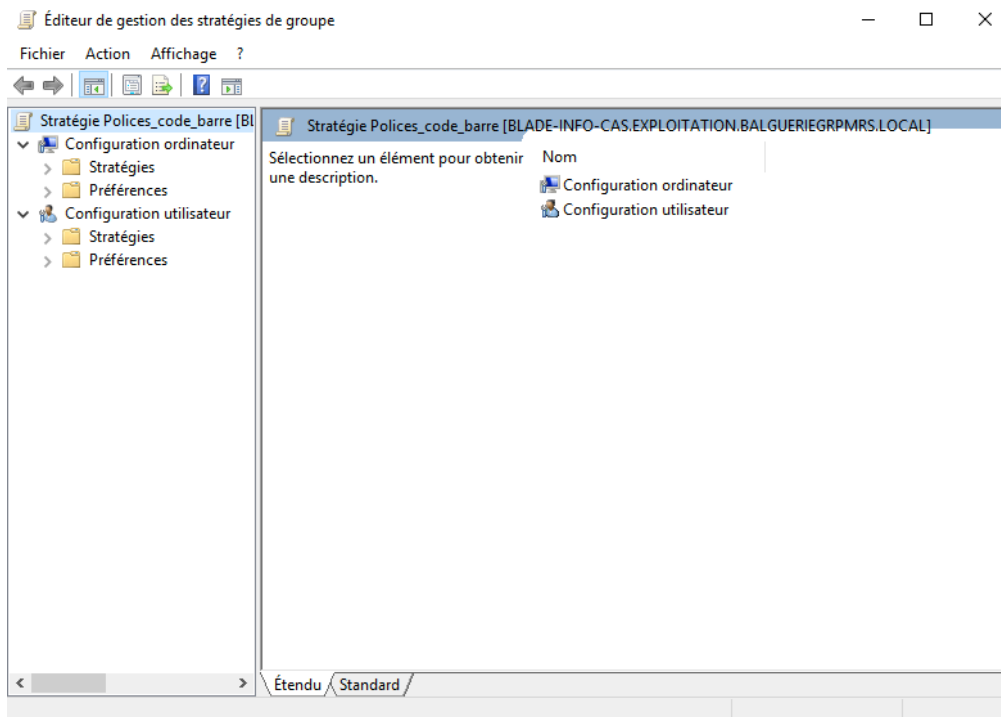 Éditeur de gestion des stratégies de groupe
Fichier Action Affichage ?
Stratégie Polices_code_barre [BL
Configuration ordinateur
Stratégies
Préférences
Configuration utilisateur
Stratégies
Préférences
Stratégie Polices_code_barre [BLADE-INFO-CAS.EXPLOITATION.BALGUERIEGRPMRS.LOCAL]
Sélectionnez un élément pour obtenir
une description.
Nom
Configuration ordinateur
Configuration utilisateur
Étendu Standard